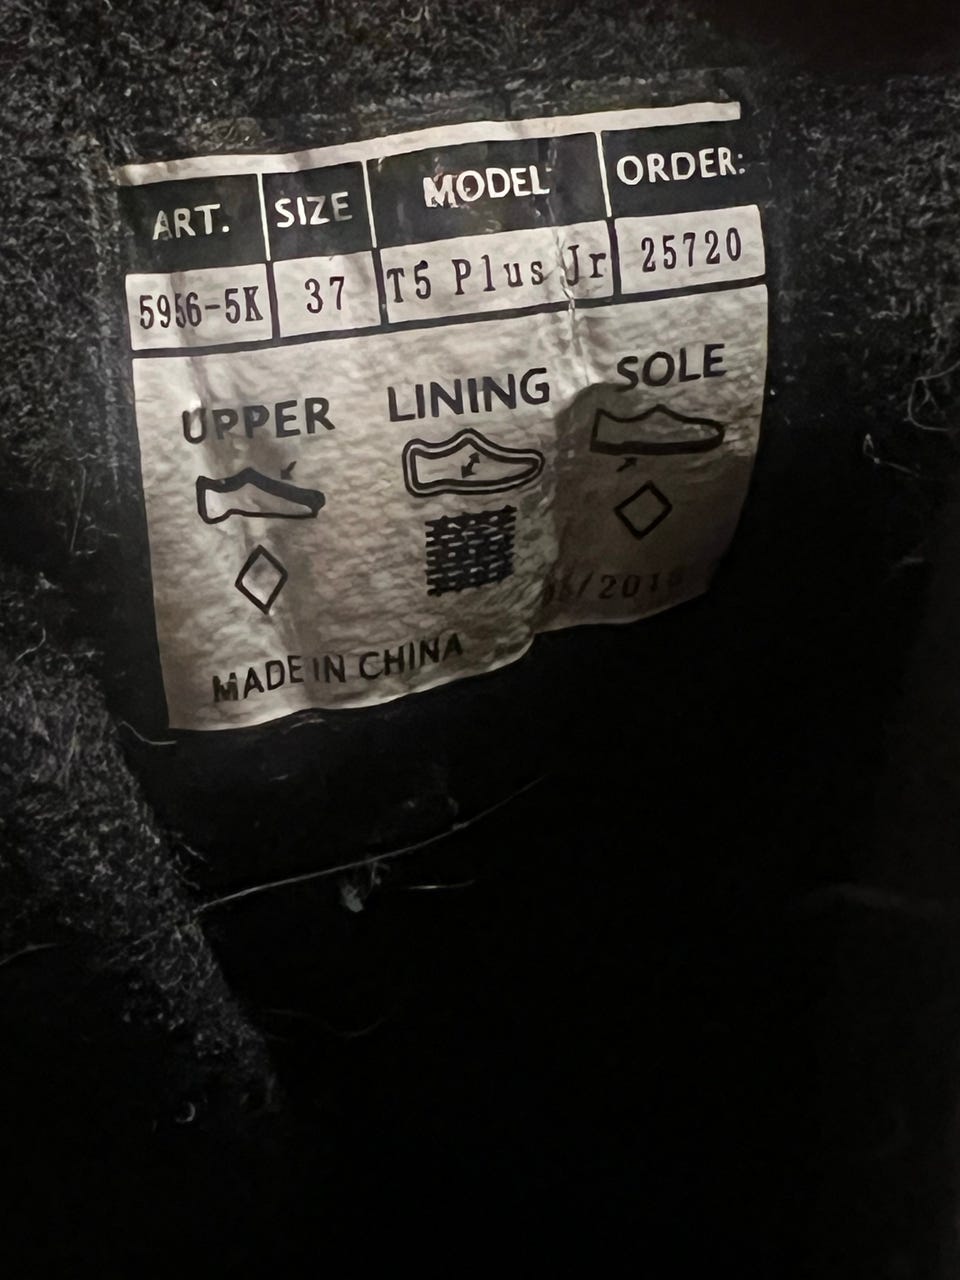 ART. SIZE MODEL ORDER:
5956-5K 37 T5 Plus Jr 25720
UPPER LINING SOLE
MADE IN CHINA